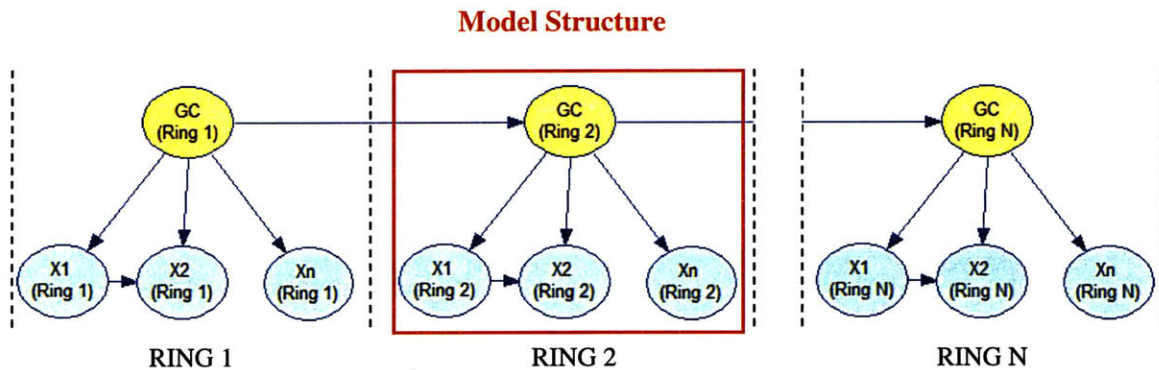 Model Structure
GC
(Ring 1)
GC
(Ring 2)
GC
(Ring N)
X1
(Ring 1)
X2
(Ring 1)
Xn
(Ring 1)
X1
(Ring 2)
X2
(Ring 2)
Xn
(Ring 2)
X1
(Ring N)
X2
(Ring N)
Xn
(Ring N)
RING 1
RING 2
RING N